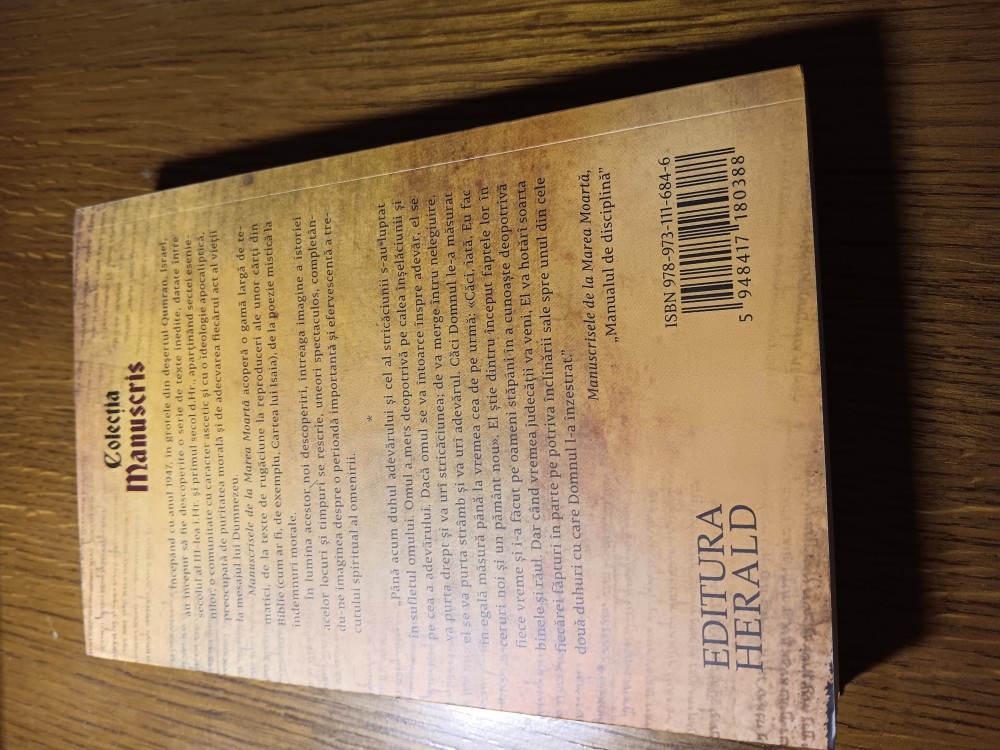 Colecția
Manuscris
Începând cu anul 1947, în grotele din deșertul Qumran, Israel,
au început să fie descoperite o serie de texte inedite, datate între
secolul al III-lea î.Hr. și primul secol d.Hr., aparținând sectei esenie-
nilor, o comunitate cu caracter ascetic și cu o ideologie apocaliptică,
preocupată de puritatea morală și de adecvarea fiecărui act al vieții
la mesajul lui Dumnezeu.
Manuscrisele de la Marea Moartă acoperă o gamă largă de te-
matici, de la texte de rugăciune la reproduceri ale unor cărți din
Biblie (cum ar fi, de exemplu, Cartea lui Isaia), de la poezie mistică la
îndemnuri morale.
În lumina acestor noi descoperiri, întreaga imagine a istoriei
acelor locuri și timpuri se rescrie, uneori spectaculos, completân-
du-ne imaginea despre o perioadă importantă și efervescentă a tre-
cutului spiritual al omenirii.
*
„Până acum duhul adevărului și cel al stricăciunii s-au luptat
în sufletul omului. Omul a mers deopotrivă pe calea înșelăciunii și
pe cea a adevărului. Dacă omul se va întoarce înspre adevăr, el se
va purta drept și va urî stricăciunea; de va merge întru nelegiuire,
el se va purta strâmb și va urî adevărul. Căci Domnul le-a măsurat
în egală măsură până la vremea cea de pe urmă: «Căci, iată, Eu fac
ceruri noi și un pământ nou». El știe dintru început faptele lor în
fiece vreme și i-a făcut pe oameni stăpâni în a cunoaște deopotrivă
binele și răul. Dar când vremea judecății va veni, El va hotărî soarta
fiecărei făpturi în parte pe potriva înclinării sale spre unul din cele
două duhuri cu care Domnul l-a înzestrat.”
Manuscrisele de la Marea Moartă,
„Manualul de disciplină”
EDITURA
HERALD
ISBN 978-973-111-684-6
5 948417 180388